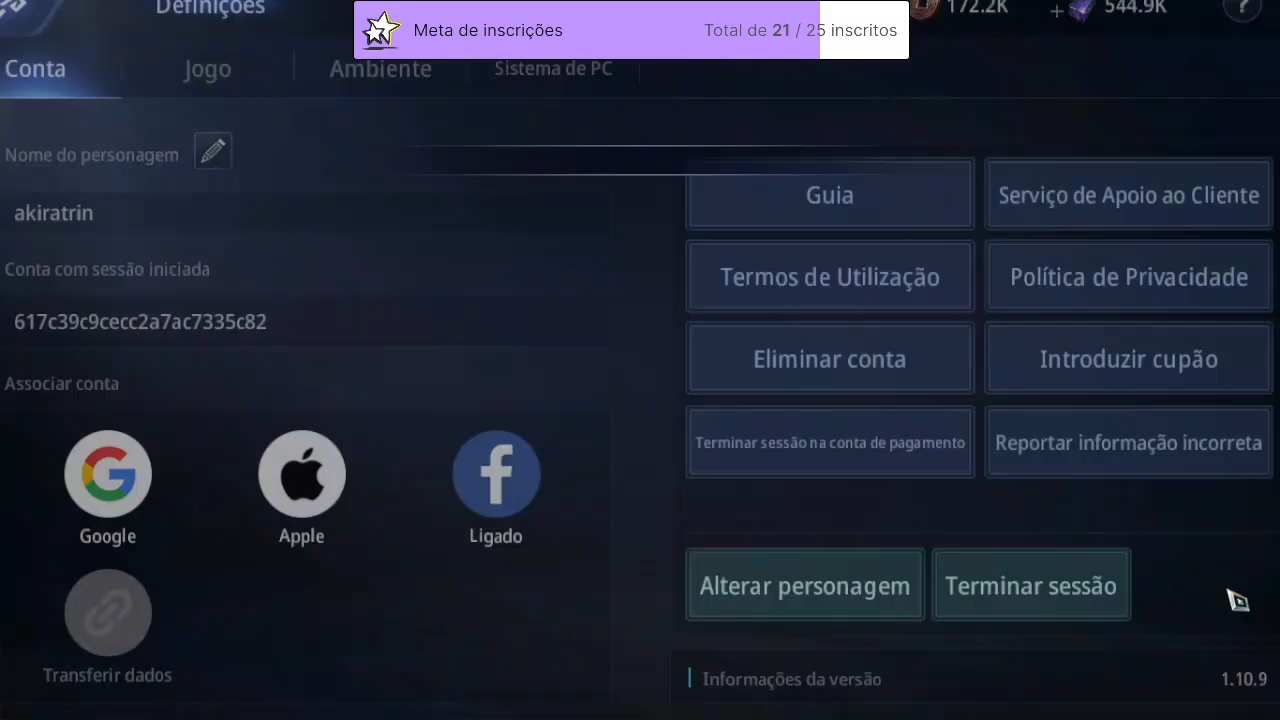 Definições
172.2K
544.9K
?
Meta de inscrições
Total de 21 / 25 inscritos
Conta
Jogo
Ambiente
Sistema de PC
Nome do personagem
akiratrin
Conta com sessão iniciada
617c39c9cecc2a7ac7335c82
Associar conta
Google
Apple
Ligado
Transferir dados
Guia
Serviço de Apoio ao Cliente
Termos de Utilização
Política de Privacidade
Eliminar conta
Introduzir cupão
Terminar sessão na conta de pagamento
Reportar informação incorreta
Alterar personagem
Terminar sessão
Informações da versão
1.10.9